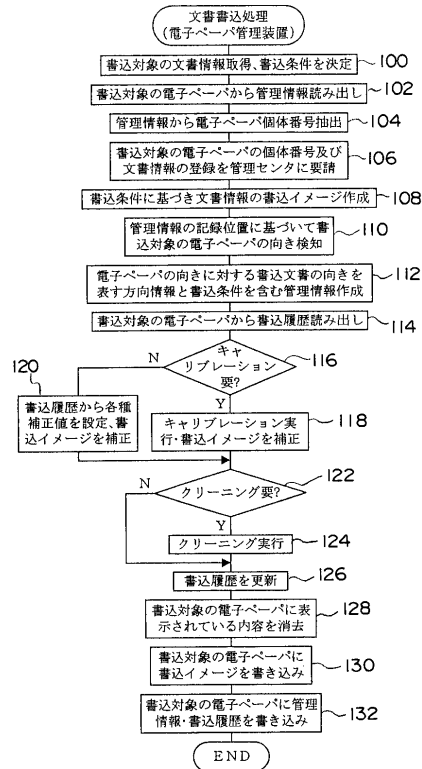 文書書込処理
(電子ペーパ管理装置)
書込対象の文書情報取得、書込条件を決定
100
書込対象の電子ペーパから管理情報読み出し
102
管理情報から電子ペーパ個体番号抽出
104
書込対象の電子ペーパの個体番号及び
文書情報の登録を管理センタに要請
106
書込条件に基づき文書情報の書込イメージ作成
108
管理情報の記録位置に基づいて書
込対象の電子ペーパの向き検知
110
電子ペーパの向きに対する書込文書の向きを
表す方向情報と書込条件を含む管理情報作成
112
書込対象の電子ペーパから書込履歴読み出し
114
キャ
リブレーション
要?
116
N
Y
120
書込履歴から各種
補正値を設定、書
込イメージを補正
キャリブレーション実
行・書込イメージを補正
118
クリーニング要?
122
N
Y
クリーニング実行
124
書込履歴を更新
126
書込対象の電子ペーパに表
示されている内容を消去
128
書込対象の電子ペーパに
書込イメージを書き込み
130
書込対象の電子ペーパに管理
情報・書込履歴を書き込み
132
END